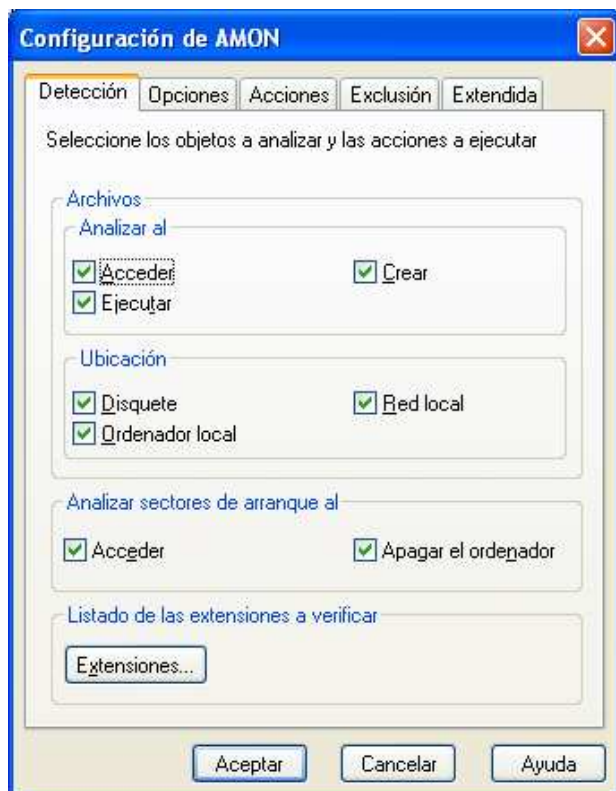 Configuración de AMON
Detección Opciones Acciones Exclusión Extendida
Seleccione los objetos a analizar y las acciones a ejecutar
Archivos
Analizar al
Acceder Crear
Ejecutar
Ubicación
Disquete Red local
Ordenador local
Analizar sectores de arranque al
Acceder Apagar el ordenador
Listado de las extensiones a verificar
Extensiones...
Aceptar Cancelar Ayuda